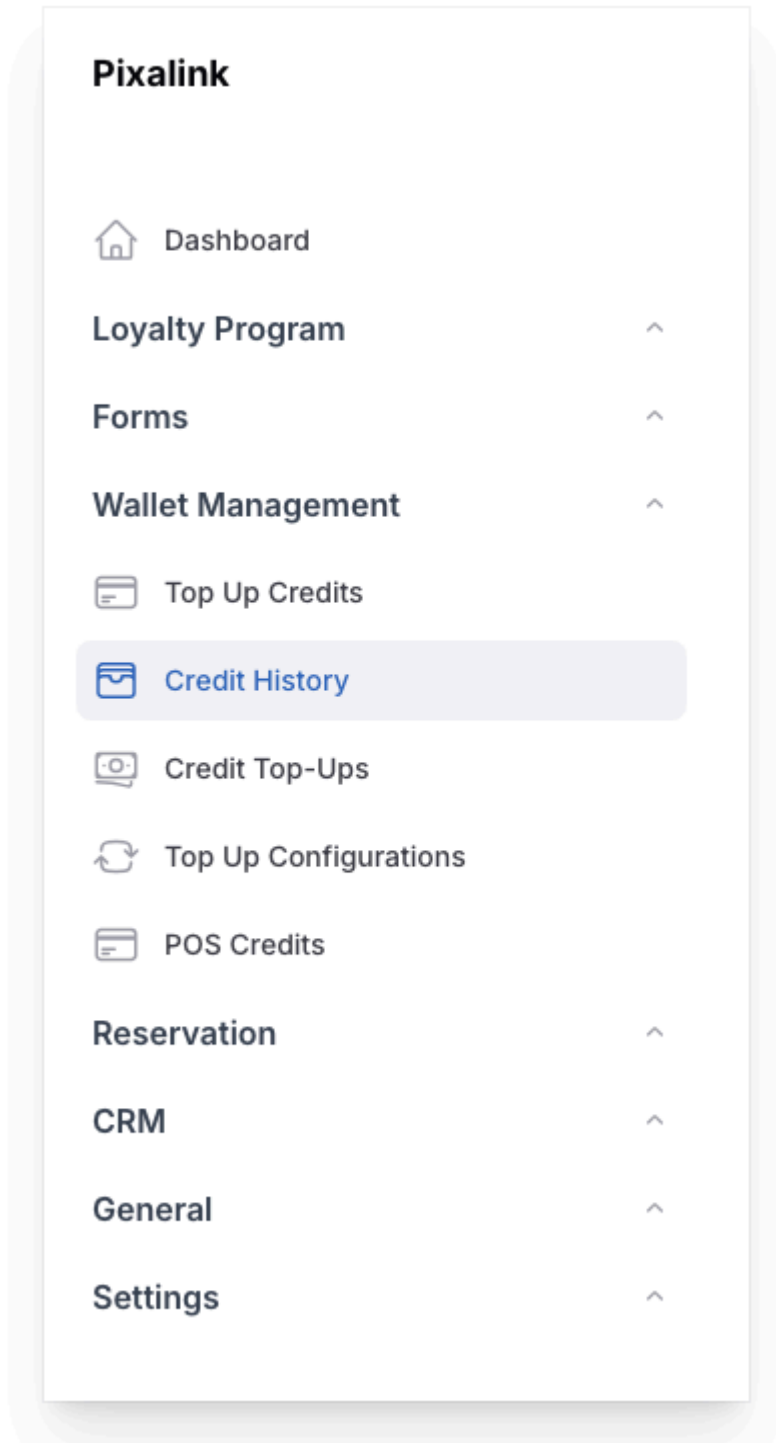 Pixalink
Dashboard
Loyalty Program
Forms
Wallet Management
Top Up Credits
Credit History
Credit Top-Ups
Top Up Configurations
POS Credits
Reservation
CRM
General
Settings